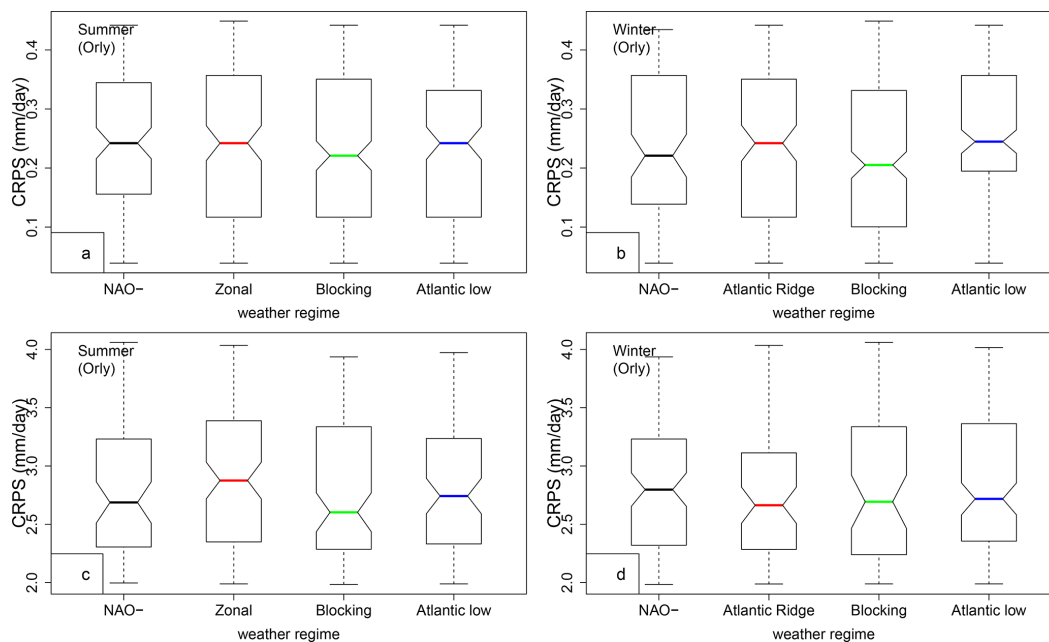 Summer
(Orly)
CRPS (mm/day)
0.4
0.3
0.2
0.1
a
NAO− Zonal Blocking Atlantic low
weather regime
Winter
(Orly)
CRPS (mm/day)
0.4
0.3
0.2
0.1
b
NAO− Atlantic Ridge Blocking Atlantic low
weather regime
Summer
(Orly)
CRPS (mm/day)
4.0
3.5
3.0
2.5
2.0
c
NAO− Zonal Blocking Atlantic low
weather regime
Winter
(Orly)
CRPS (mm/day)
4.0
3.5
3.0
2.5
2.0
d
NAO− Atlantic Ridge Blocking Atlantic low
weather regime